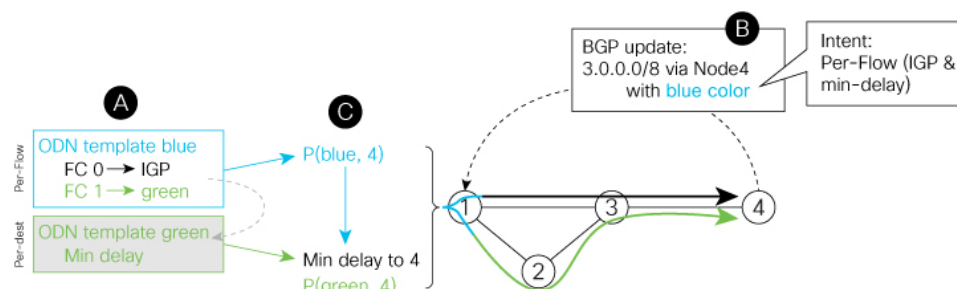 A
Per-Flow
ODN template blue
FC 0 → IGP
FC 1 → green
Per-dest
ODN template green
Min delay
C
P(blue, 4)
Min delay to 4
P(green, 4)
B
BGP update:
3.0.0.0/8 via Node4
with blue color
Intent:
Per-Flow (IGP &
min-delay)
1
3
4
2